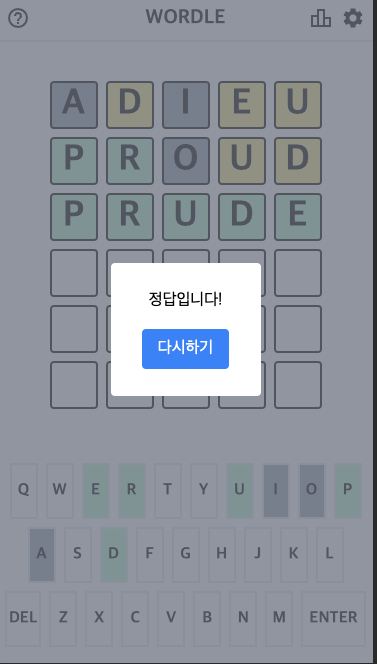 WORDLE
A D I E U
P R O U D
P R U D E
정답입니다!
다시하기
Q W E R T Y U I O P
A S D F G H J K L
DEL Z X C V B N M ENTER